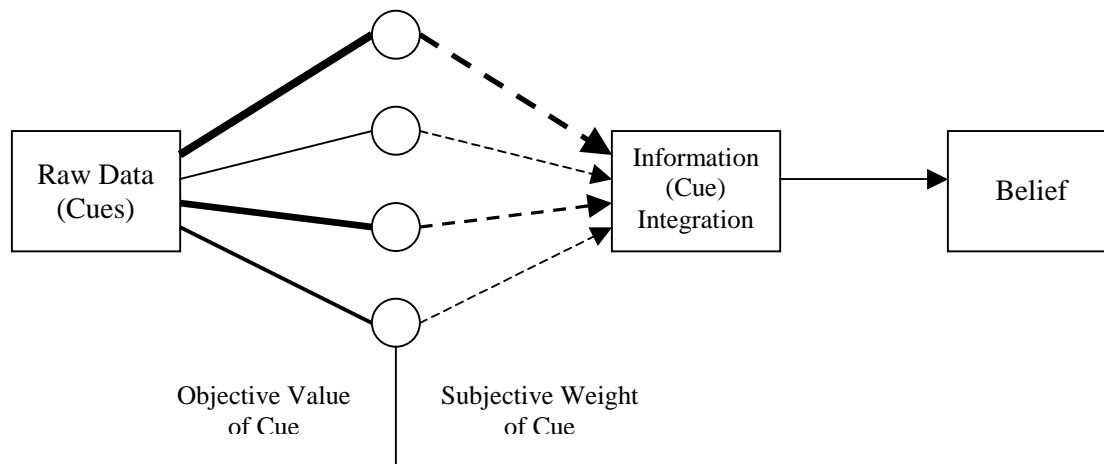 Raw Data
(Cues)
Information
(Cue)
Integration
Belief
Objective Value
of Cue
Subjective Weight
of Cue